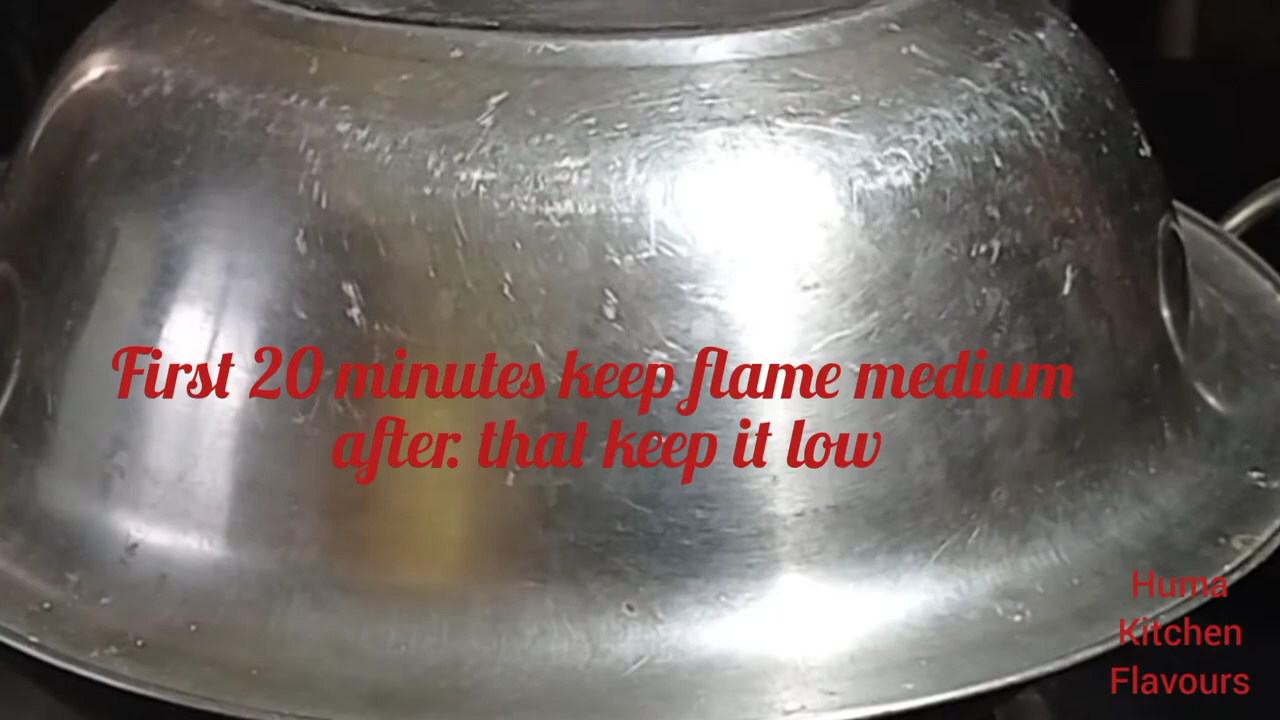 First 20 minutes keep flame medium
after. that keep it low
Huma
Kitchen
Flavours